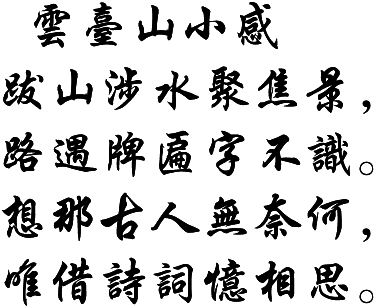 雲臺山小感
跋山涉水聚焦景，
路遇牌匾字不識。
想那古人無奈何，
唯借詩詞憶相思。